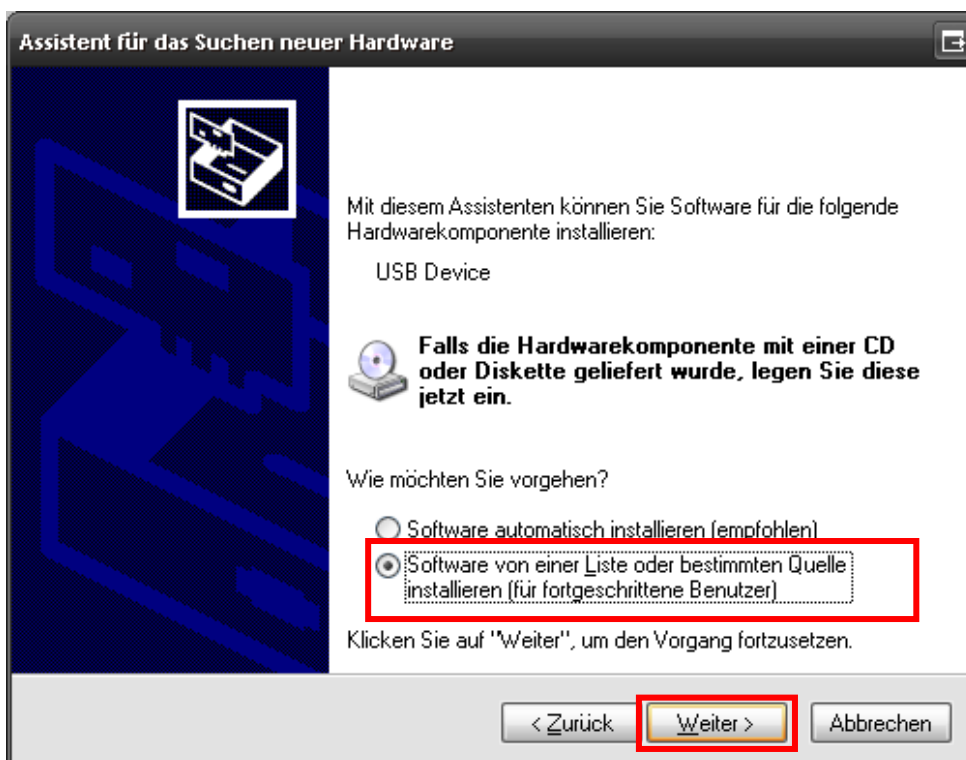 Assistent für das Suchen neuer Hardware
Mit diesem Assistenten können Sie Software für die folgende
Hardwarekomponente installieren:
USB Device
Falls die Hardwarekomponente mit einer CD
oder Diskette geliefert wurde, legen Sie diese
jetzt ein.
Wie möchten Sie vorgehen?
Software automatisch installieren (empfohlen)
Software von einer Liste oder bestimmten Quelle
installieren (für fortgeschrittene Benutzer)
Klicken Sie auf "Weiter", um den Vorgang fortzusetzen.
< Zurück Weiter > Abbrechen